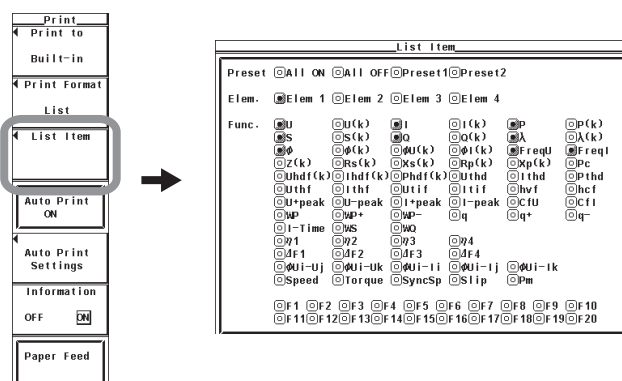 Print
Print to
Built-in
Print Format
List
List Item
Auto Print
ON
Auto Print
Settings
Information
OFF ON
Paper Feed
List Item
Preset All ON All OFF Preset1 Preset2
Elem. Elem 1 Elem 2 Elem 3 Elem 4
Func. U U(k) I I(k) P P(k)
S S(k) Q Q(k) λ λ(k)
ϕ ϕ(k) ϕU(k) ϕI(k) FreqU FreqI
Z(k) Rs(k) Xs(k) Rp(k) Xp(k) Pc
Uhdf(k) Ihdf(k) Phdf(k) Uthd Ithd Pthd
Uthf Ithf Utif Itif hvf hcf
U+peak U-peak I+peak I-peak CfU CfI
WP WP+ WP- q q+ q-
I-Time WS WQ
η1 η2 η3 η4
ΔF1 ΔF2 ΔF3 ΔF4
ϕUi-Uj ϕUi-Uk ϕUi-Ii ϕUi-Ij ϕUi-Ik
Speed Torque SyncSp Slip Pm
F1 F2 F3 F4 F5 F6 F7 F8 F9 F10
F11 F12 F13 F14 F15 F16 F17 F18 F19 F20